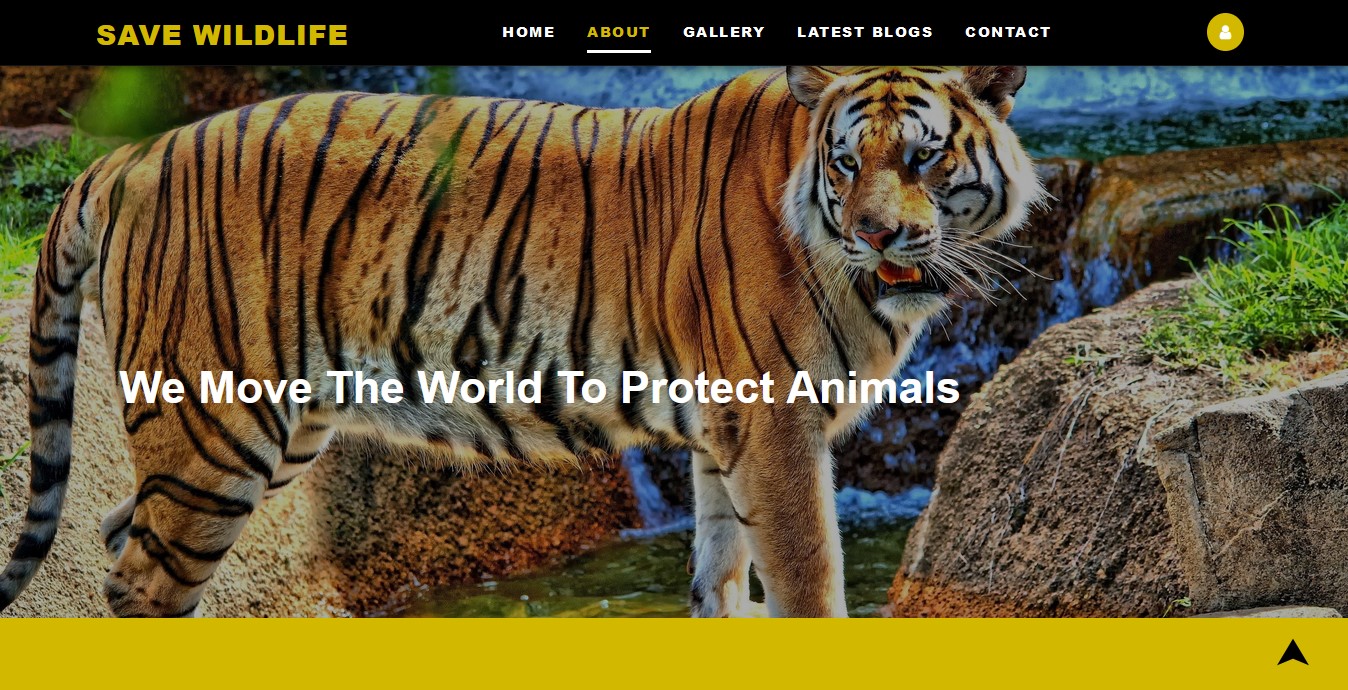 SAVE WILDLIFE
HOME ABOUT GALLERY LATEST BLOGS CONTACT
We Move The World To Protect Animals